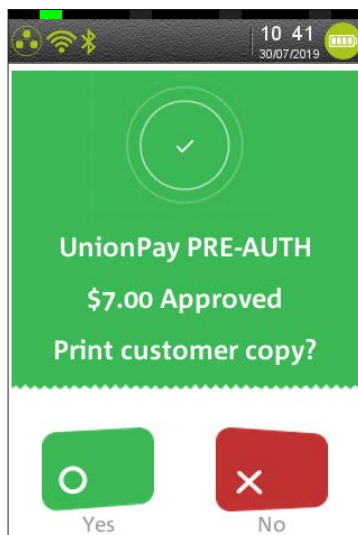 10 41
30/07/2019
UnionPay PRE-AUTH
$7.00 Approved
Print customer copy?
Yes
No